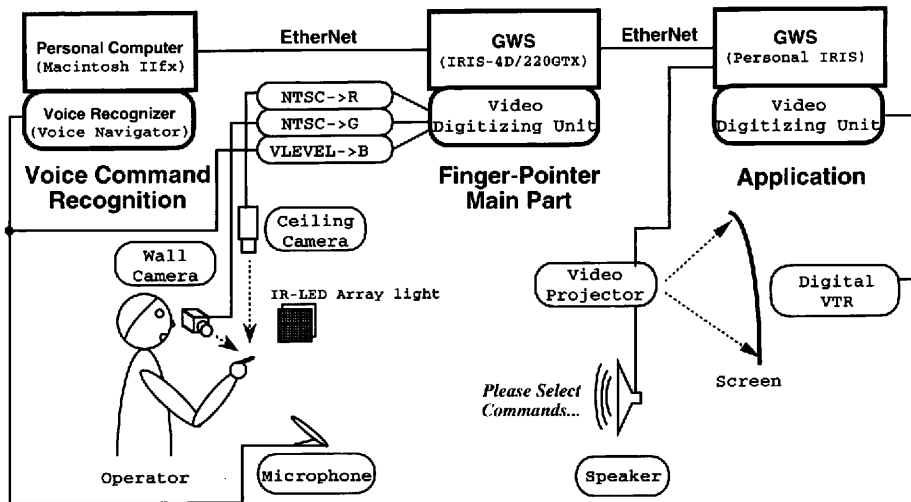 Personal Computer
(Macintosh IIfx)
EtherNet
GWS
(IRIS-4D/220GTX)
EtherNet
GWS
(Personal IRIS)
Voice Recognizer
(Voice Navigator)
NTSC->R
NTSC->G
VLEVEL->B
Video
Digitizing Unit
Video
Digitizing Unit
Voice Command
Recognition
Finger-Pointer
Main Part
Application
Ceiling
Camera
Wall
Camera
IR-LED Array light
Video
Projector
Digital
VTR
Screen
Please Select
Commands...
Operator
Microphone
Speaker